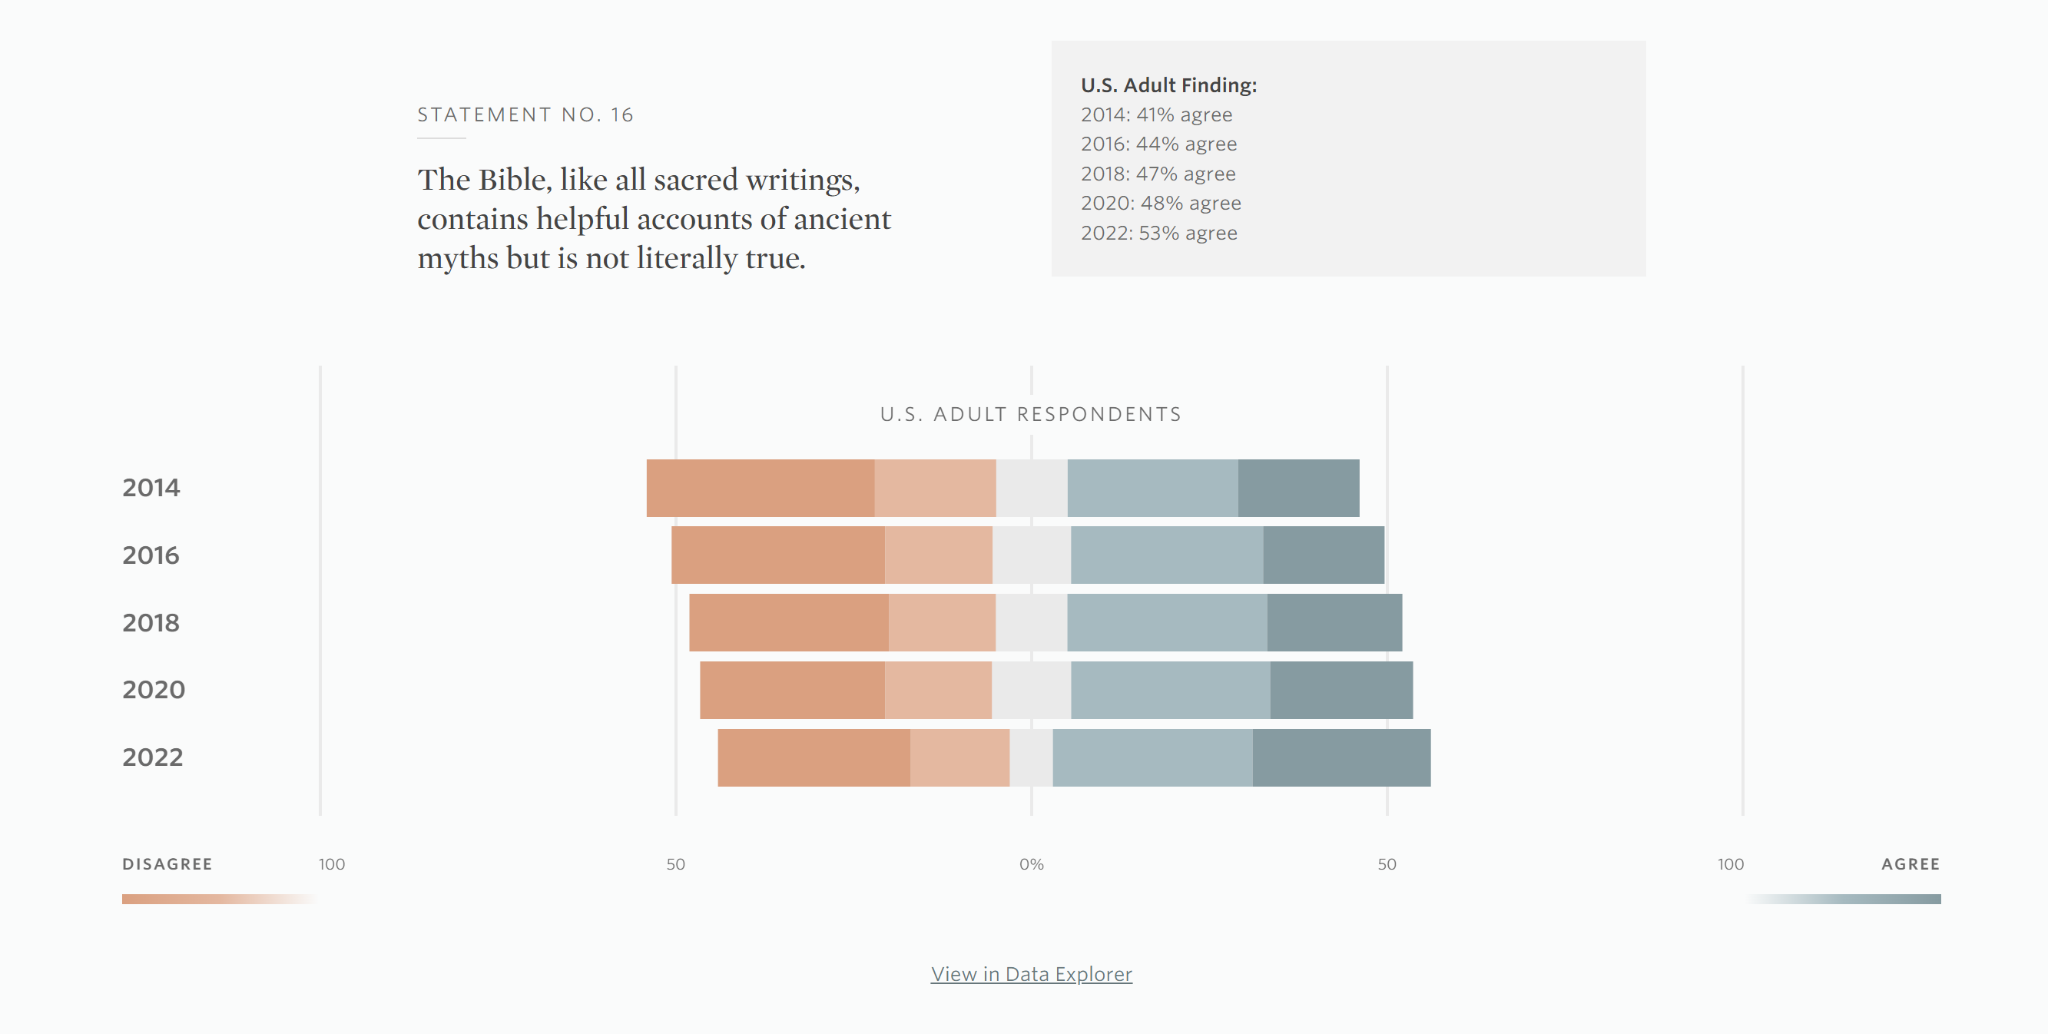 STATEMENT NO. 16
The Bible, like all sacred writings,
contains helpful accounts of ancient
myths but is not literally true.
U.S. Adult Finding:
2014: 41% agree
2016: 44% agree
2018: 47% agree
2020: 48% agree
2022: 53% agree
U.S. ADULT RESPONDENTS
2014
2016
2018
2020
2022
DISAGREE 100 50 0% 50 100 AGREE
View in Data Explorer